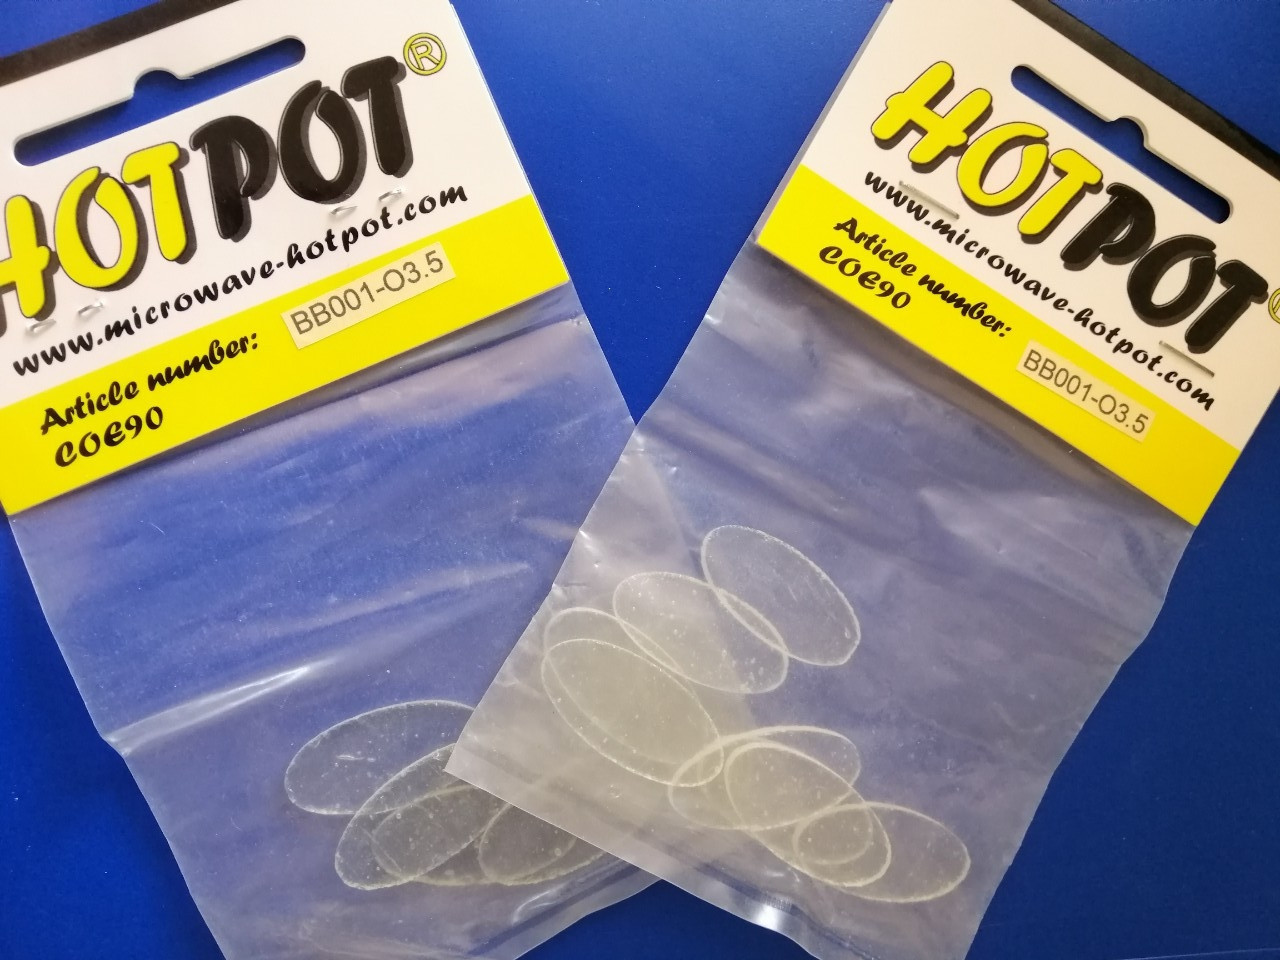 HOTPOT®
www.microwave-hotpot.com
Article number: BB001-O3.5
COE90
HOTPOT
www.microwave-hotpot.com
Article number: BB001-O3.5
COE90